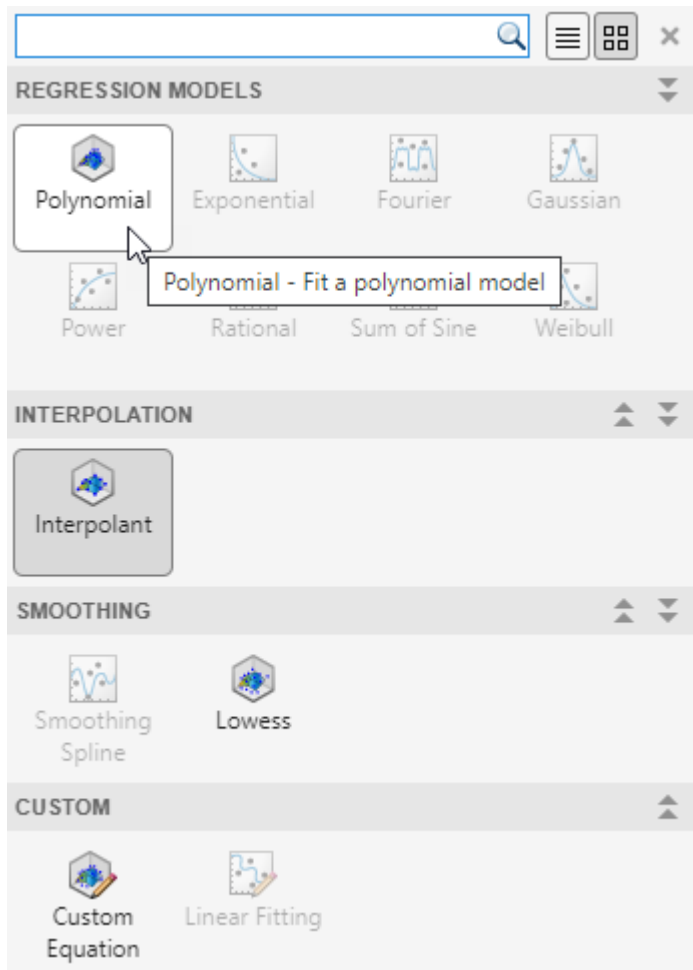 REGRESSION MODELS
Polynomial
Exponential
Fourier
Gaussian
Polynomial - Fit a polynomial model
Power
Rational
Sum of Sine
Weibull
INTERPOLATION
Interpolant
SMOOTHING
Smoothing
Spline
Lowess
CUSTOM
Custom
Equation
Linear Fitting